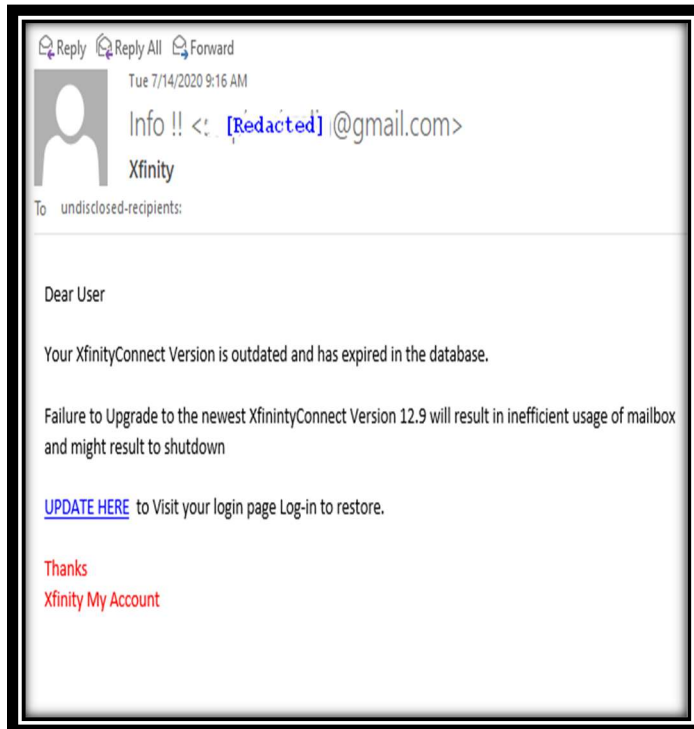 Reply Reply All Forward
Tue 7/14/2020 9:16 AM
Info !! < [Redacted] @gmail.com>
Xfinity
To undisclosed-recipients:
Dear User
Your XfinityConnect Version is outdated and has expired in the database.
Failure to Upgrade to the newest XfinintyConnect Version 12.9 will result in inefficient usage of mailbox
and might result to shutdown
UPDATE HERE to Visit your login page Log-in to restore.
Thanks
Xfinity My Account